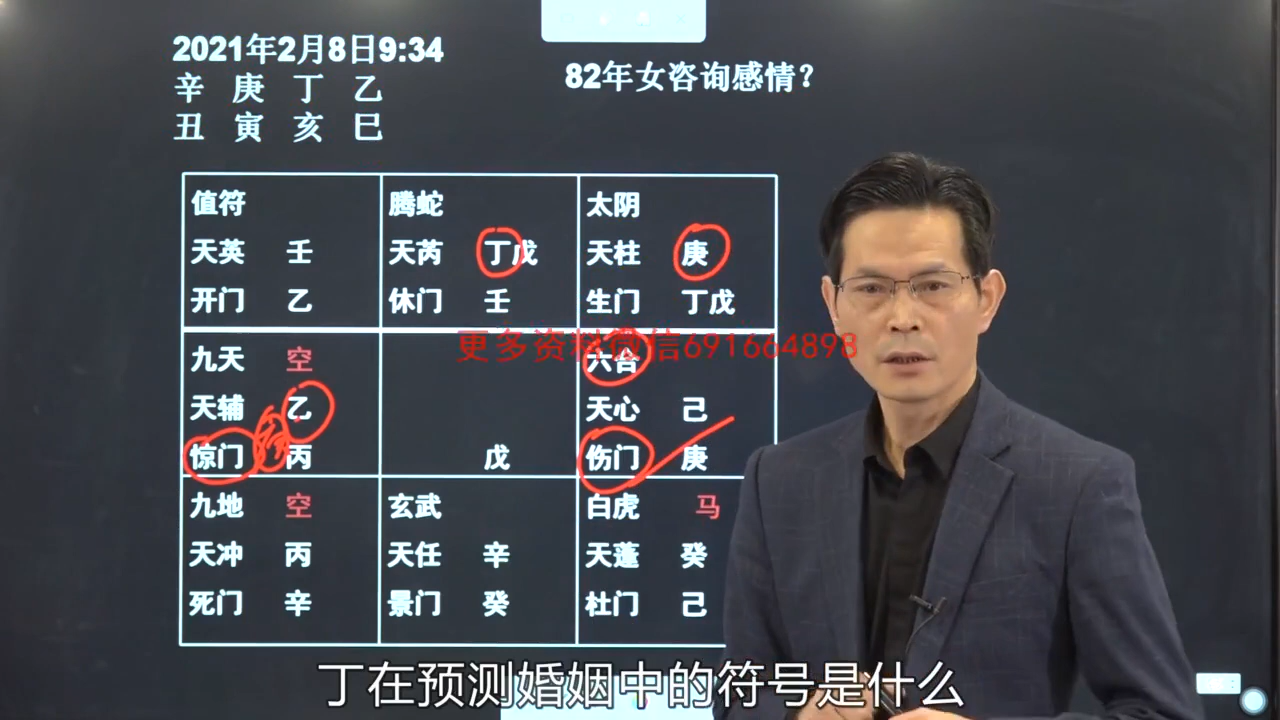 2021年2月8日9:34
82年女咨询感情?
辛 庚 丁 乙
丑 寅 亥 巳
值符 腾蛇 太阴
天英 壬 天芮 丁戊 天柱 庚
开门 乙 休门 壬 生门 丁戊
更多资料微信691664898
九天 空 六合
天辅 乙 天心 己
惊门 丙 戊 伤门 庚
九地 空 玄武 白虎 马
天冲 丙 天任 辛 天蓬 癸
死门 辛 景门 癸 杜门 己
丁在预测婚姻中的符号是什么